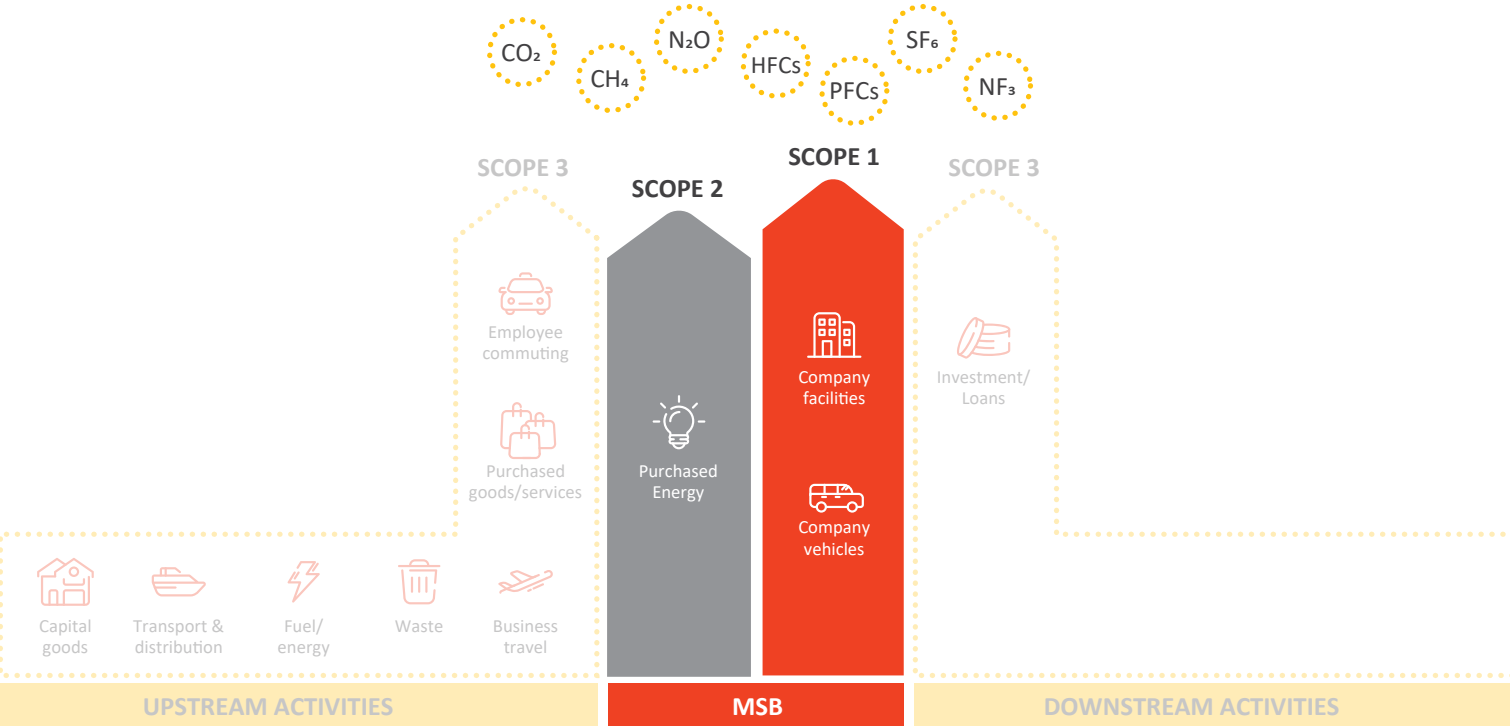 CO₂
CH₄
N₂O
HFCs
PFCs
SF₆
NF₃
SCOPE 3
SCOPE 2
SCOPE 1
SCOPE 3
Employee
commuting
Purchased
goods/services
Capital
goods
Transport &
distribution
Fuel/
energy
Waste
Business
travel
Purchased
Energy
Company
facilities
Company
vehicles
Investment/
Loans
UPSTREAM ACTIVITIES
MSB
DOWNSTREAM ACTIVITIES